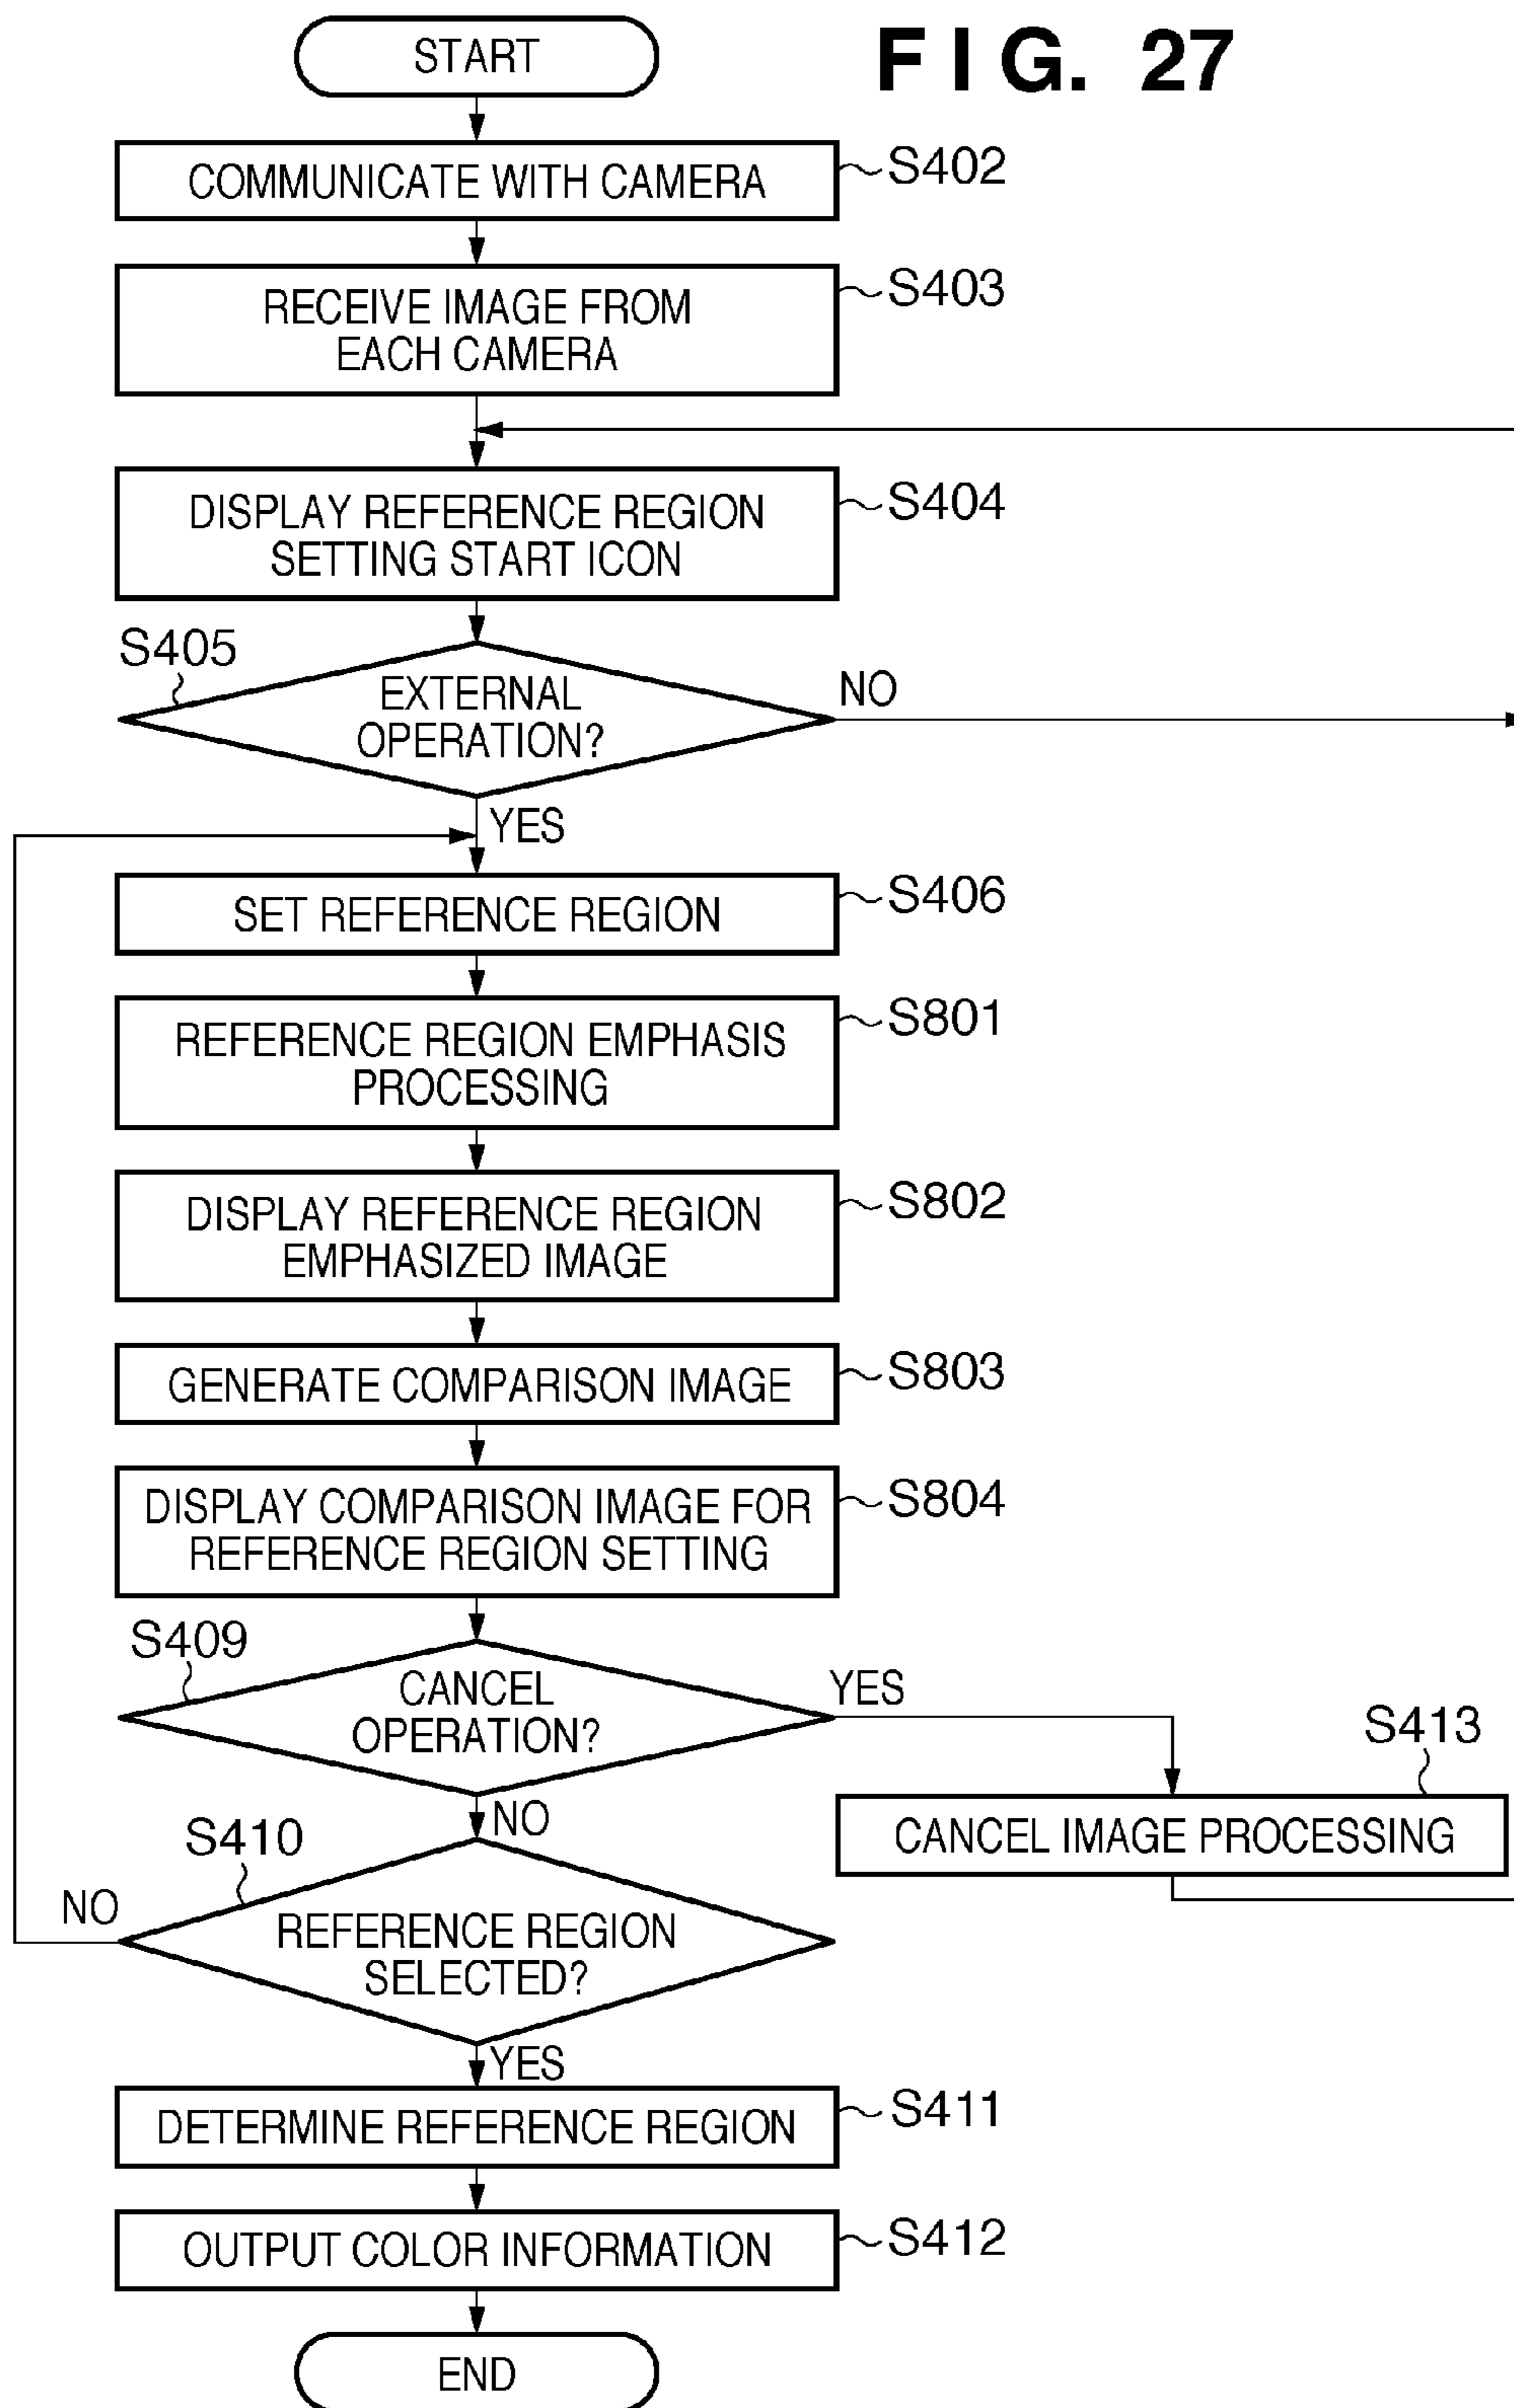 START
FIG. 27
COMMUNICATE WITH CAMERA
S402
RECEIVE IMAGE FROM
EACH CAMERA
S403
DISPLAY REFERENCE REGION
SETTING START ICON
S404
S405
EXTERNAL
OPERATION?
NO
YES
SET REFERENCE REGION
S406
REFERENCE REGION EMPHASIS
PROCESSING
S801
DISPLAY REFERENCE REGION
EMPHASIZED IMAGE
S802
GENERATE COMPARISON IMAGE
S803
DISPLAY COMPARISON IMAGE FOR
REFERENCE REGION SETTING
S804
S409
CANCEL
OPERATION?
YES
S413
CANCEL IMAGE PROCESSING
NO
S410
NO
REFERENCE REGION
SELECTED?
YES
DETERMINE REFERENCE REGION
S411
OUTPUT COLOR INFORMATION
S412
END